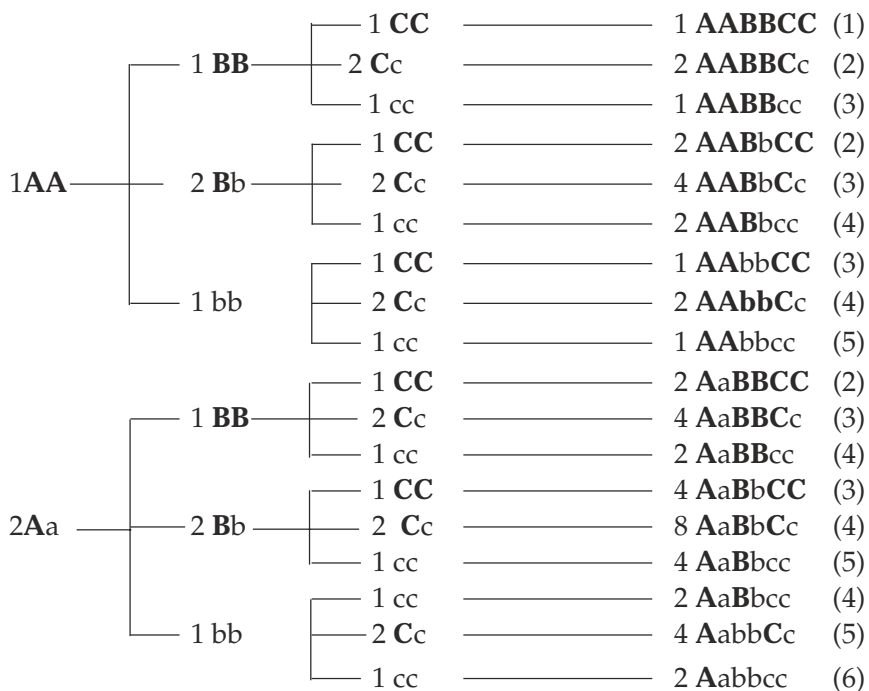 1 CC 1 AABBCC (1)
1 BB 2 Cc 2 AABBCc (2)
1 cc 1 AABBcc (3)
1 CC 2 AABbCC (2)
1AA 2 Bb 2 Cc 4 AABbCc (3)
1 cc 2 AABbcc (4)
1 CC 1 AAbbCC (3)
1 bb 2 Cc 2 AAbbCc (4)
1 cc 1 AAbbcc (5)
1 CC 2 AaBBCC (2)
1 BB 2 Cc 4 AaBBCc (3)
1 cc 2 AaBBcc (4)
1 CC 4 AaBbCC (3)
2Aa 2 Bb 2 Cc 8 AaBbCc (4)
1 cc 4 AaBbcc (5)
1 cc 2 AaBbcc (4)
1 bb 2 Cc 4 AabbCc (5)
1 cc 2 Aabbcc (6)